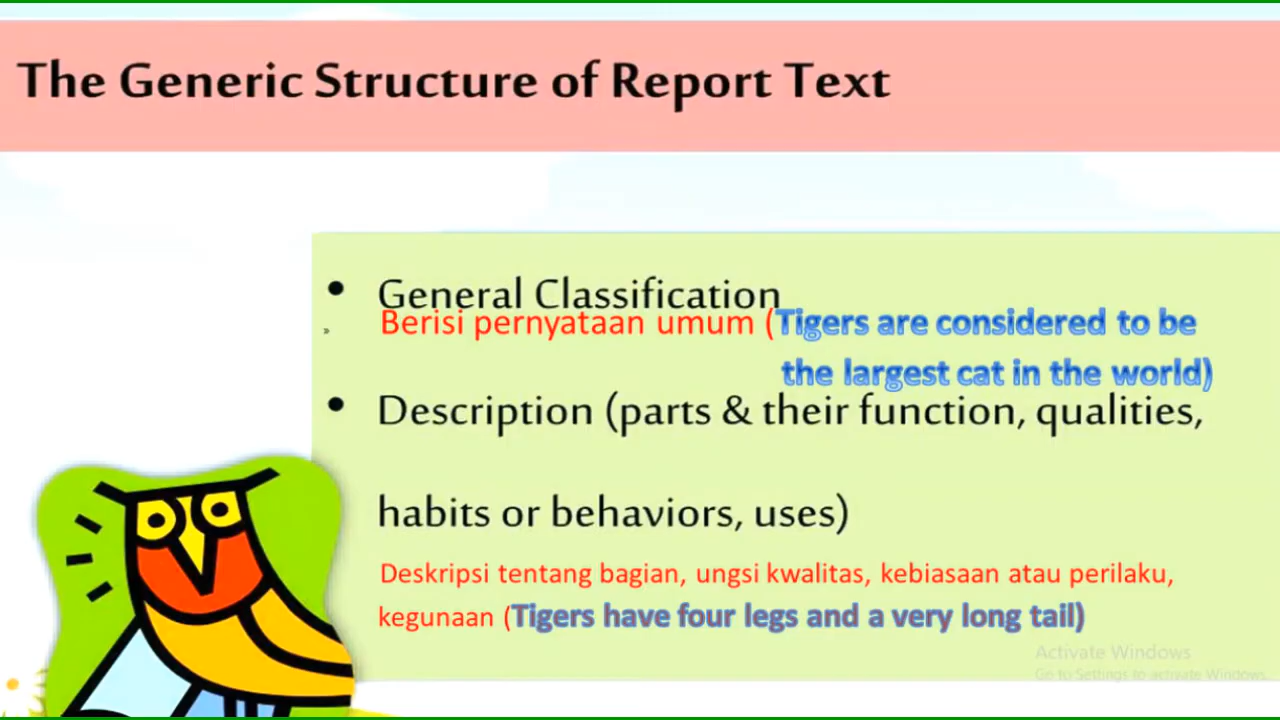 The Generic Structure of Report Text
• General Classification
» Berisi pernyataan umum (Tigers are considered to be
the largest cat in the world)
• Description (parts & their function, qualities,
habits or behaviors, uses)
Deskripsi tentang bagian, ungsi kwalitas, kebiasaan atau perilaku,
kegunaan (Tigers have four legs and a very long tail)
Activate Windows
Go to Settings to activate Windows.